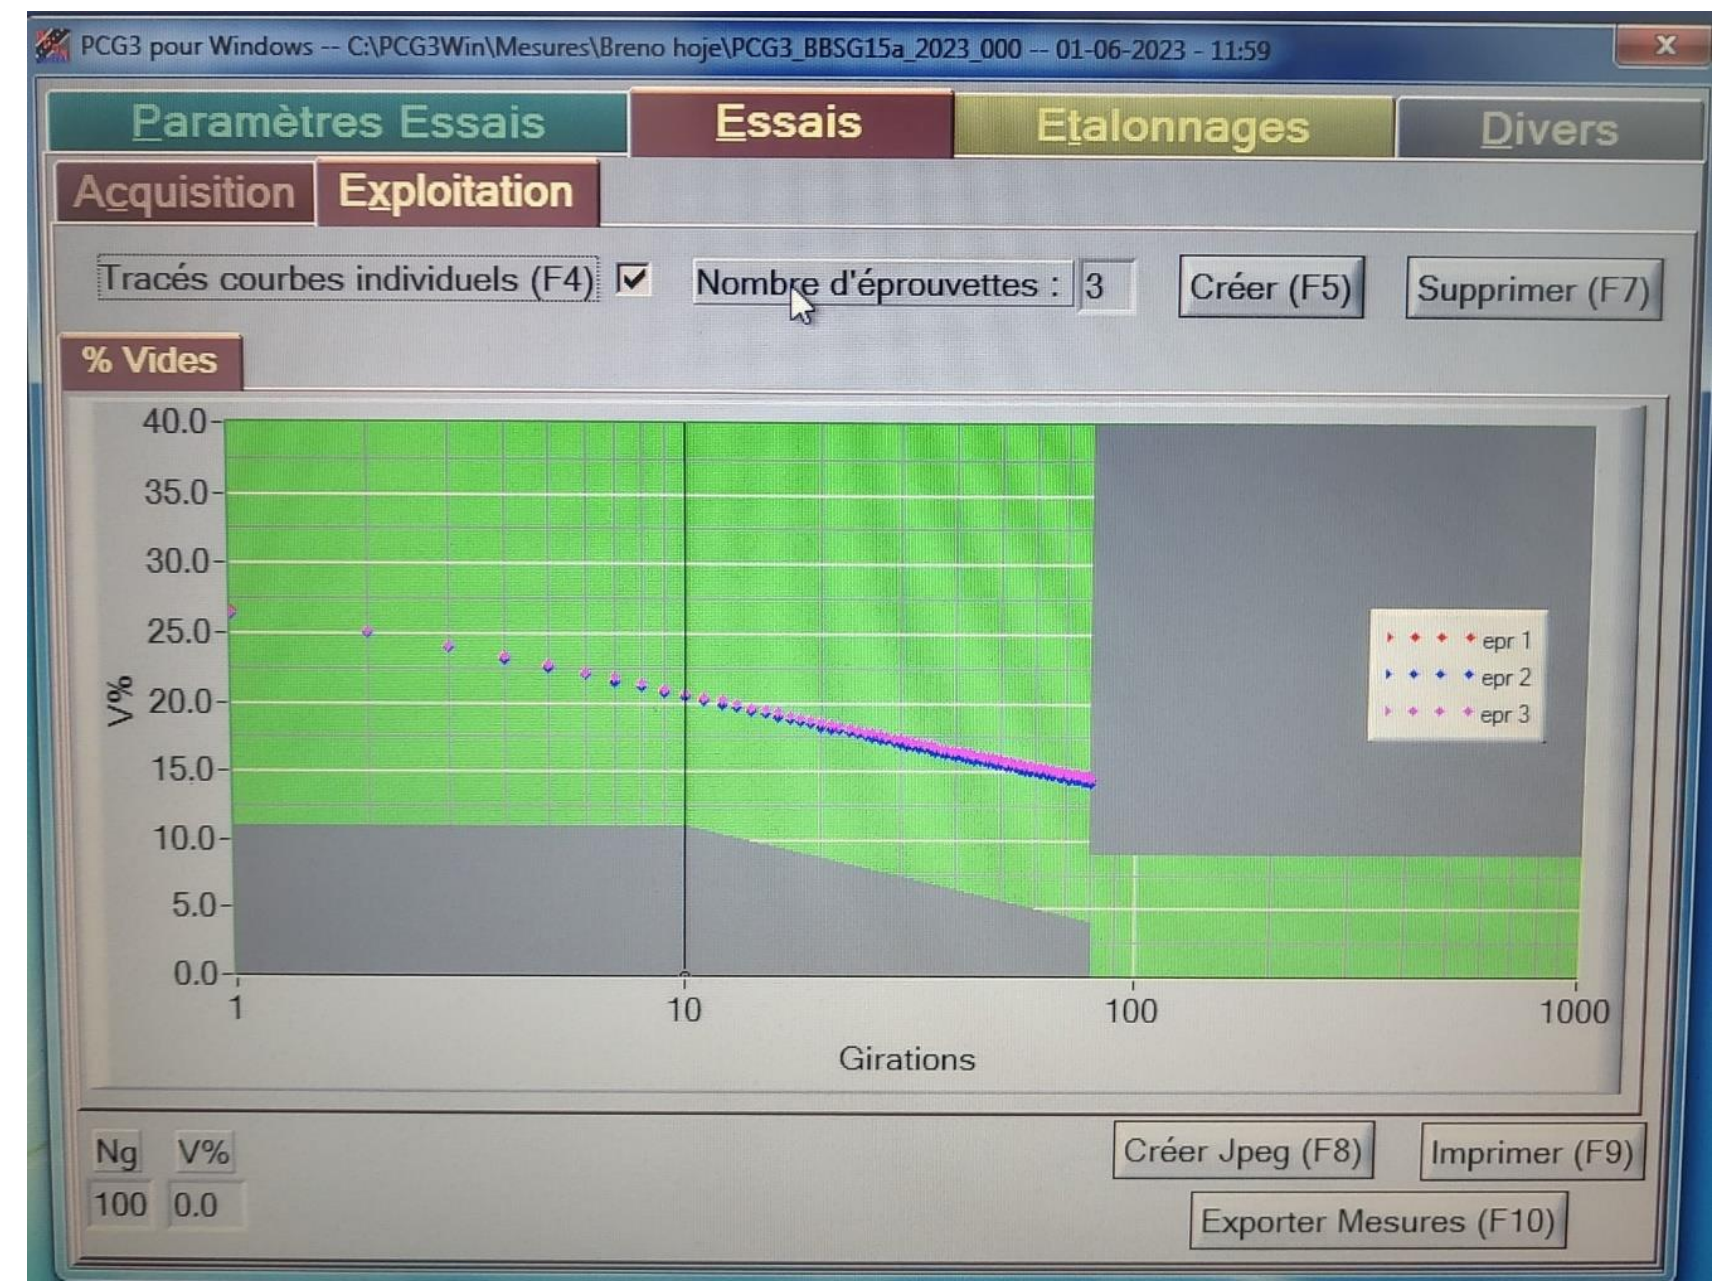 PCG3 pour Windows -- C:\PCG3Win\Mesures\Breno hoje\PCG3_BBSG15a_2023_000 -- 01-06-2023 - 11:59
x
Paramètres Essais
Essais
Etalonnages
Divers
Acquisition
Exploitation
Tracés courbes individuels (F4)
Nombre d'éprouvettes :
3
Créer (F5)
Supprimer (F7)
% Vides
40.0
35.0
30.0
25.0
20.0
15.0
10.0
5.0
0.0
V%
1
10
100
1000
Girations
epr 1
epr 2
epr 3
Ng
V%
100
0.0
Créer Jpeg (F8)
Imprimer (F9)
Exporter Mesures (F10)